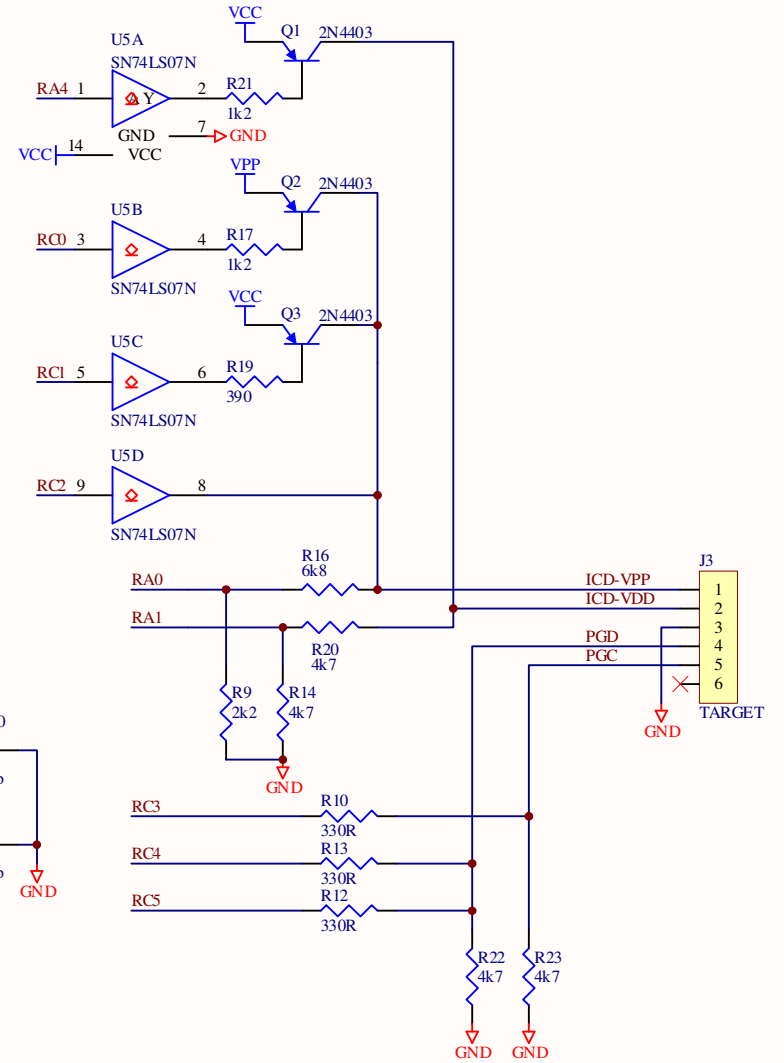 VCC
Q1 2N4403
U5A
SN74LS07N
RA4 1 A Y 2 R21
1k2
GND 7 GND
VCC 14 VCC
VPP
Q2 2N4403
U5B
RC0 3 4 R17
1k2
SN74LS07N
VCC
Q3 2N4403
U5C
RC1 5 6 R19
390
SN74LS07N
U5D
RC2 9 8
SN74LS07N
R16
6k8
RA0 ICD-VPP 1
J3
ICD-VDD 2
RA1 3
R20
4k7
PGD 4
PGC 5
6
TARGET
GND
R9
2k2
R14
4k7
GND
0
RC3 R10
330R
RC4 R13
330R
RC5 R12
330R
GND
R22
4k7
R23
4k7
GND GND